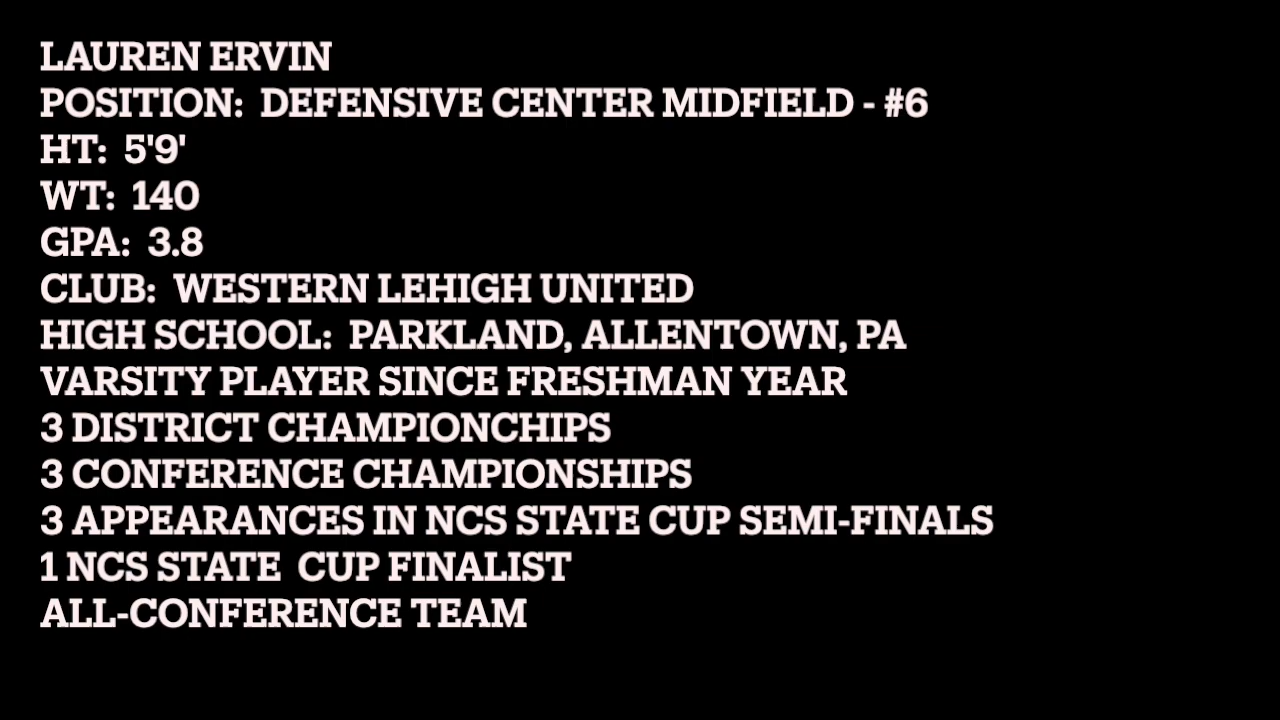 LAUREN ERVIN
POSITION:  DEFENSIVE CENTER MIDFIELD - #6
HT:  5'9'
WT:  140
GPA:  3.8
CLUB:  WESTERN LEHIGH UNITED
HIGH SCHOOL:  PARKLAND, ALLENTOWN, PA
VARSITY PLAYER SINCE FRESHMAN YEAR
3 DISTRICT CHAMPIONCHIPS
3 CONFERENCE CHAMPIONSHIPS
3 APPEARANCES IN NCS STATE CUP SEMI-FINALS
1 NCS STATE  CUP FINALIST
ALL-CONFERENCE TEAM